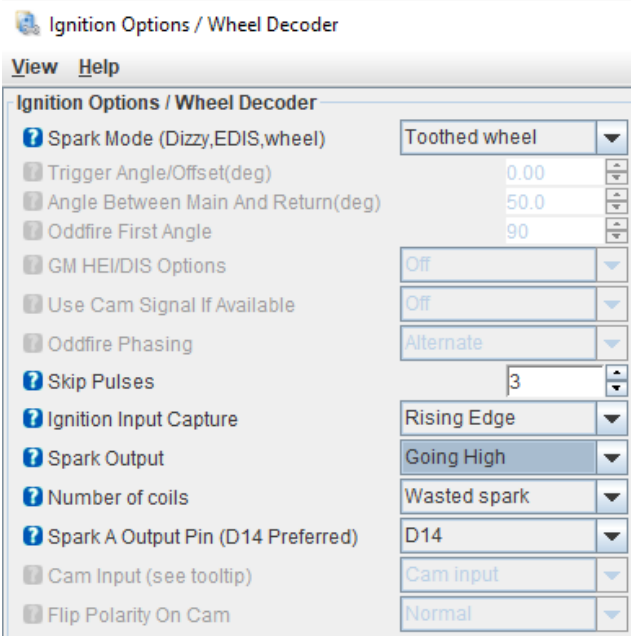 Ignition Options / Wheel Decoder
View Help
Ignition Options / Wheel Decoder
Spark Mode (Dizzy,EDIS,wheel) Toothed wheel
Trigger Angle/Offset(deg) 0.00
Angle Between Main And Return(deg) 50.0
Oddfire First Angle 90
GM HEI/DIS Options Off
Use Cam Signal If Available Off
Oddfire Phasing Alternate
Skip Pulses 3
Ignition Input Capture Rising Edge
Spark Output Going High
Number of coils Wasted spark
Spark A Output Pin (D14 Preferred) D14
Cam Input (see tooltip) Cam input
Flip Polarity On Cam Normal